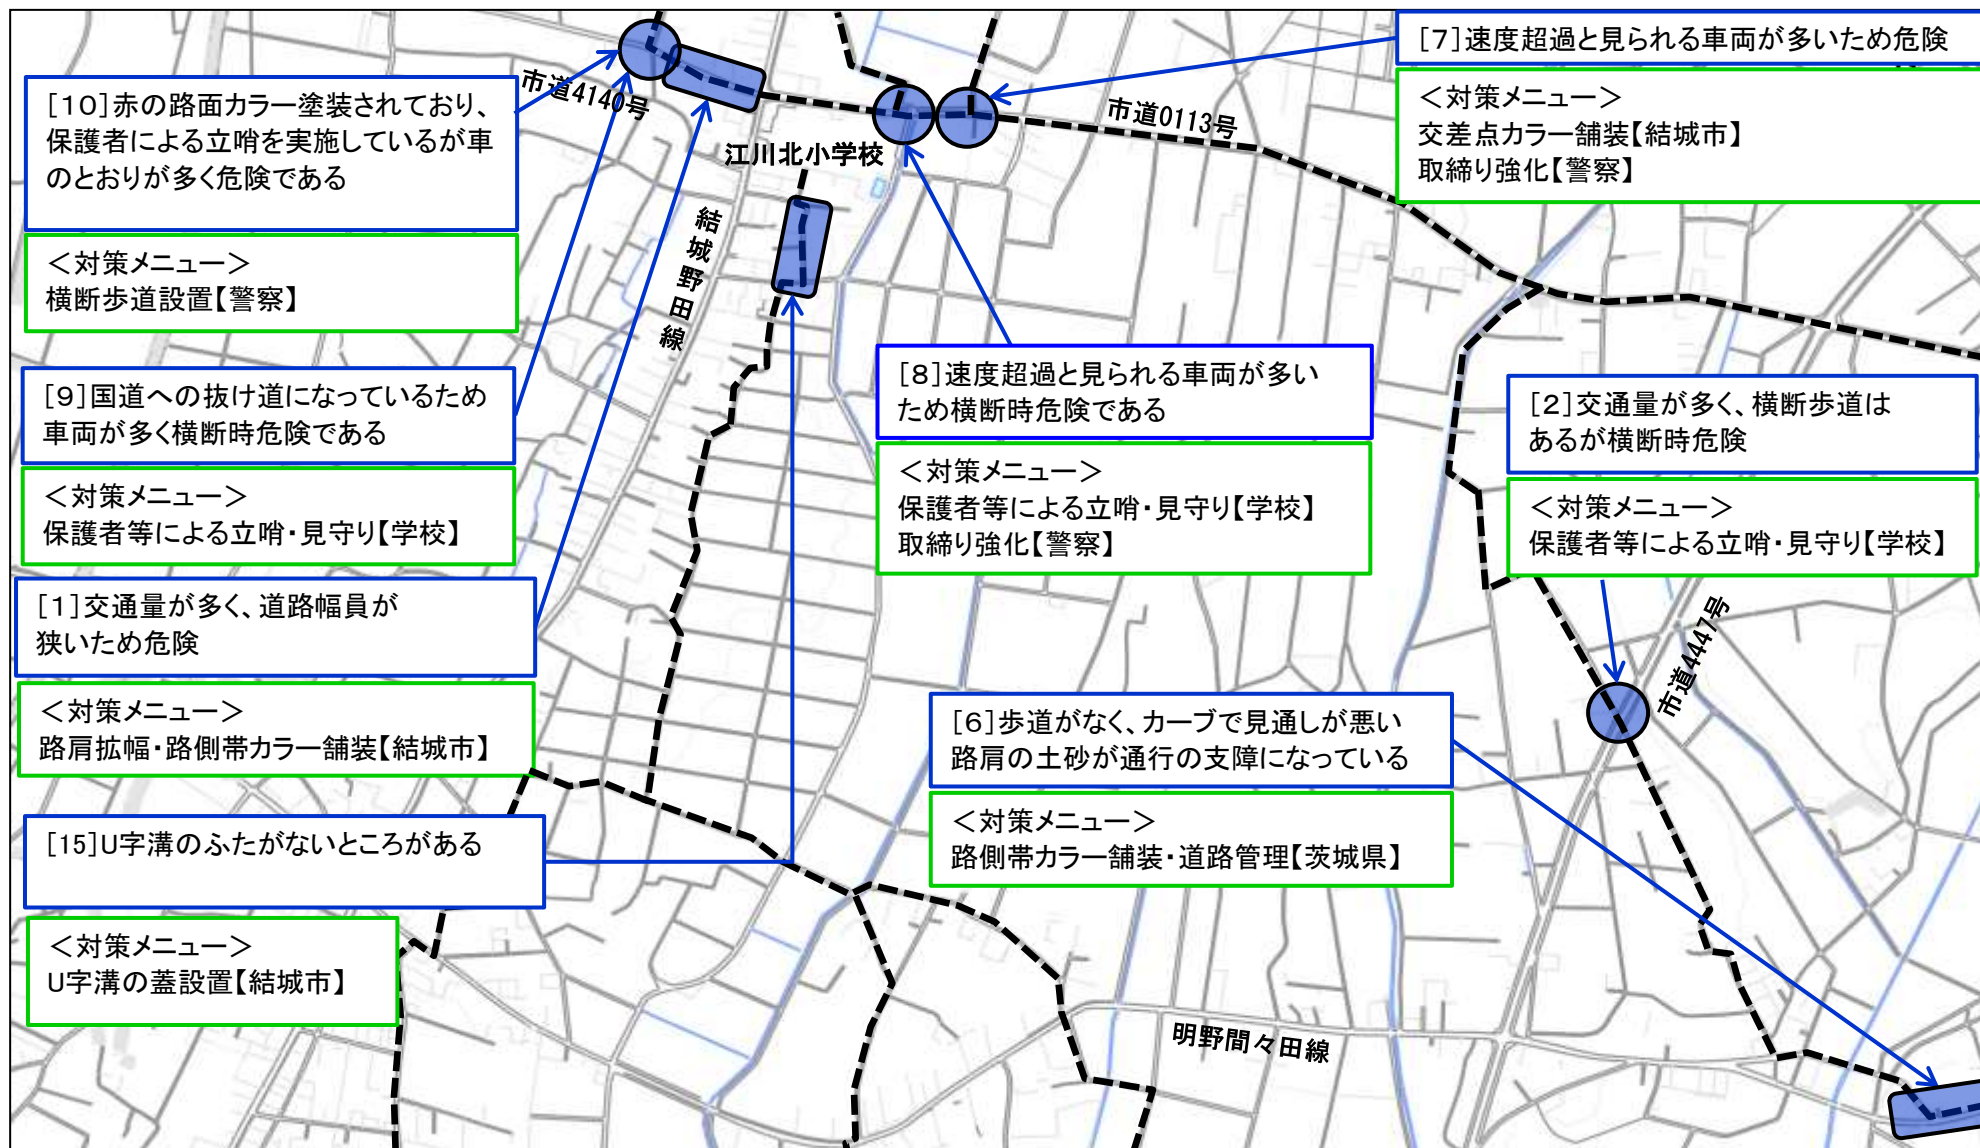 [7]速度超過と見られる車両が多いため危険
<対策メニュー>
交差点カラー舗装【結城市】
取締り強化【警察】
[10]赤の路面カラー塗装されており、
保護者による立哨を実施しているが車
のとおりが多く危険である
<対策メニュー>
横断歩道設置【警察】
市道4140号
市道0113号
江川北小学校
結城野田線
[9]国道への抜け道になっているため
車両が多く横断時危険である
<対策メニュー>
保護者等による立哨・見守り【学校】
[8]速度超過と見られる車両が多い
ため横断時危険である
<対策メニュー>
保護者等による立哨・見守り【学校】
取締り強化【警察】
[2]交通量が多く、横断歩道は
あるが横断時危険
<対策メニュー>
保護者等による立哨・見守り【学校】
[1]交通量が多く、道路幅員が
狭いため危険
<対策メニュー>
路肩拡幅・路側帯カラー舗装【結城市】
市道4447号
[6]歩道がなく、カーブで見通しが悪い
路肩の土砂が通行の支障になっている
<対策メニュー>
路側帯カラー舗装・道路管理【茨城県】
[15]U字溝のふたがないところがある
<対策メニュー>
U字溝の蓋設置【結城市】
明野間々田線